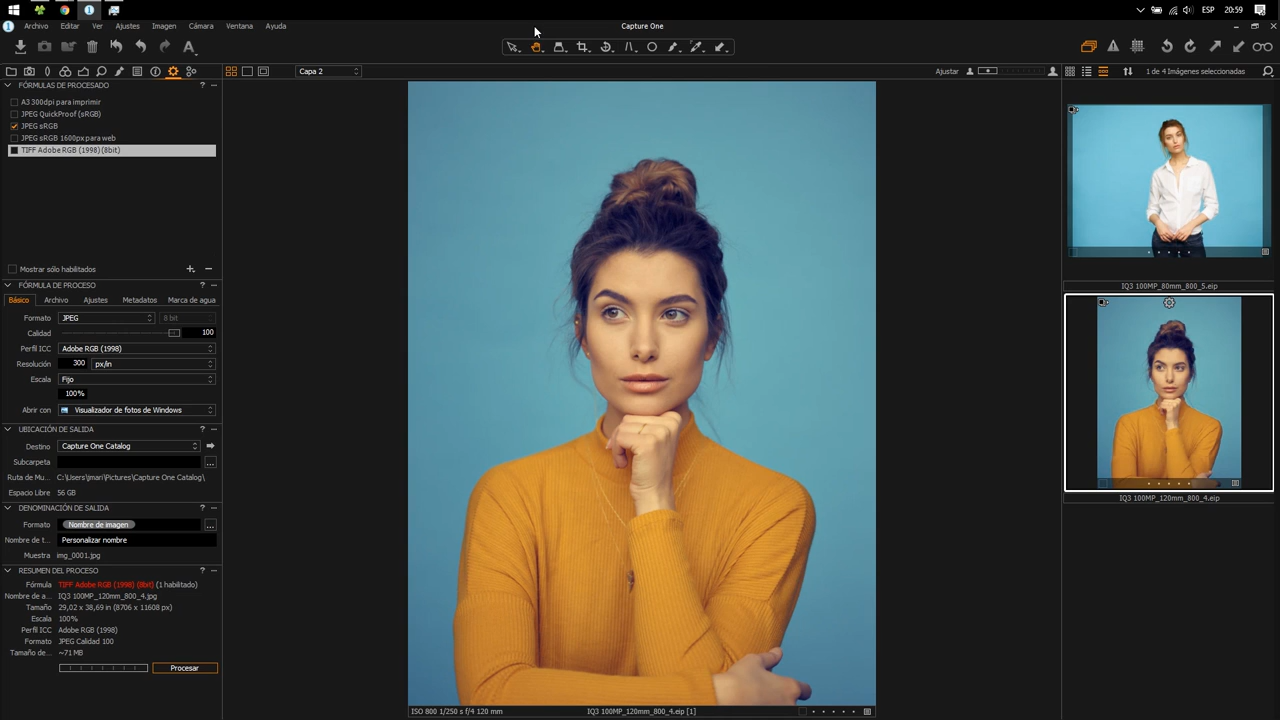 ESP 20:59
Archivo Editar Ver Ajustes Imagen Cámara Ventana Ayuda
Capture One
Capa 2
Ajustar
1 de 4 Imágenes seleccionadas
FÓRMULAS DE PROCESADO
A3 300dpi para imprimir
JPEG QuickProof (sRGB)
JPEG sRGB
JPEG sRGB 1600px para web
TIFF Adobe RGB (1998) (8bit)
Mostrar sólo habilitados
FÓRMULA DE PROCESO
Básico Archivo Ajustes Metadatos Marca de agua
Formato JPEG 8 bit
Calidad 100
Perfil ICC Adobe RGB (1998)
Resolución 300 px/in
Escala Fijo
100%
Abrir con Visualizador de fotos de Windows
UBICACIÓN DE SALIDA
Destino Capture One Catalog
Subcarpeta
Ruta de Mu... C:\Users\jmari\Pictures\Capture One Catalog\
Espacio Libre 56 GB
DENOMINACIÓN DE SALIDA
Formato Nombre de imagen
Nombre de t... Personalizar nombre
Muestra img_0001.jpg
RESUMEN DEL PROCESO
Fórmula TIFF Adobe RGB (1998) (8bit) (1 habilitado)
Nombre de a... IQ3 100MP_120mm_800_4.jpg
Tamaño 29,02 x 38,69 in (8706 x 11608 px)
Escala 100%
Perfil ICC Adobe RGB (1998)
Formato JPEG Calidad 100
Tamaño de... ~71 MB
Procesar
ISO 800 1/250 s f/4 120 mm
IQ3 100MP_120mm_800_4.eip [1]
IQ3 100MP_80mm_800_5.eip
IQ3 100MP_120mm_800_4.eip